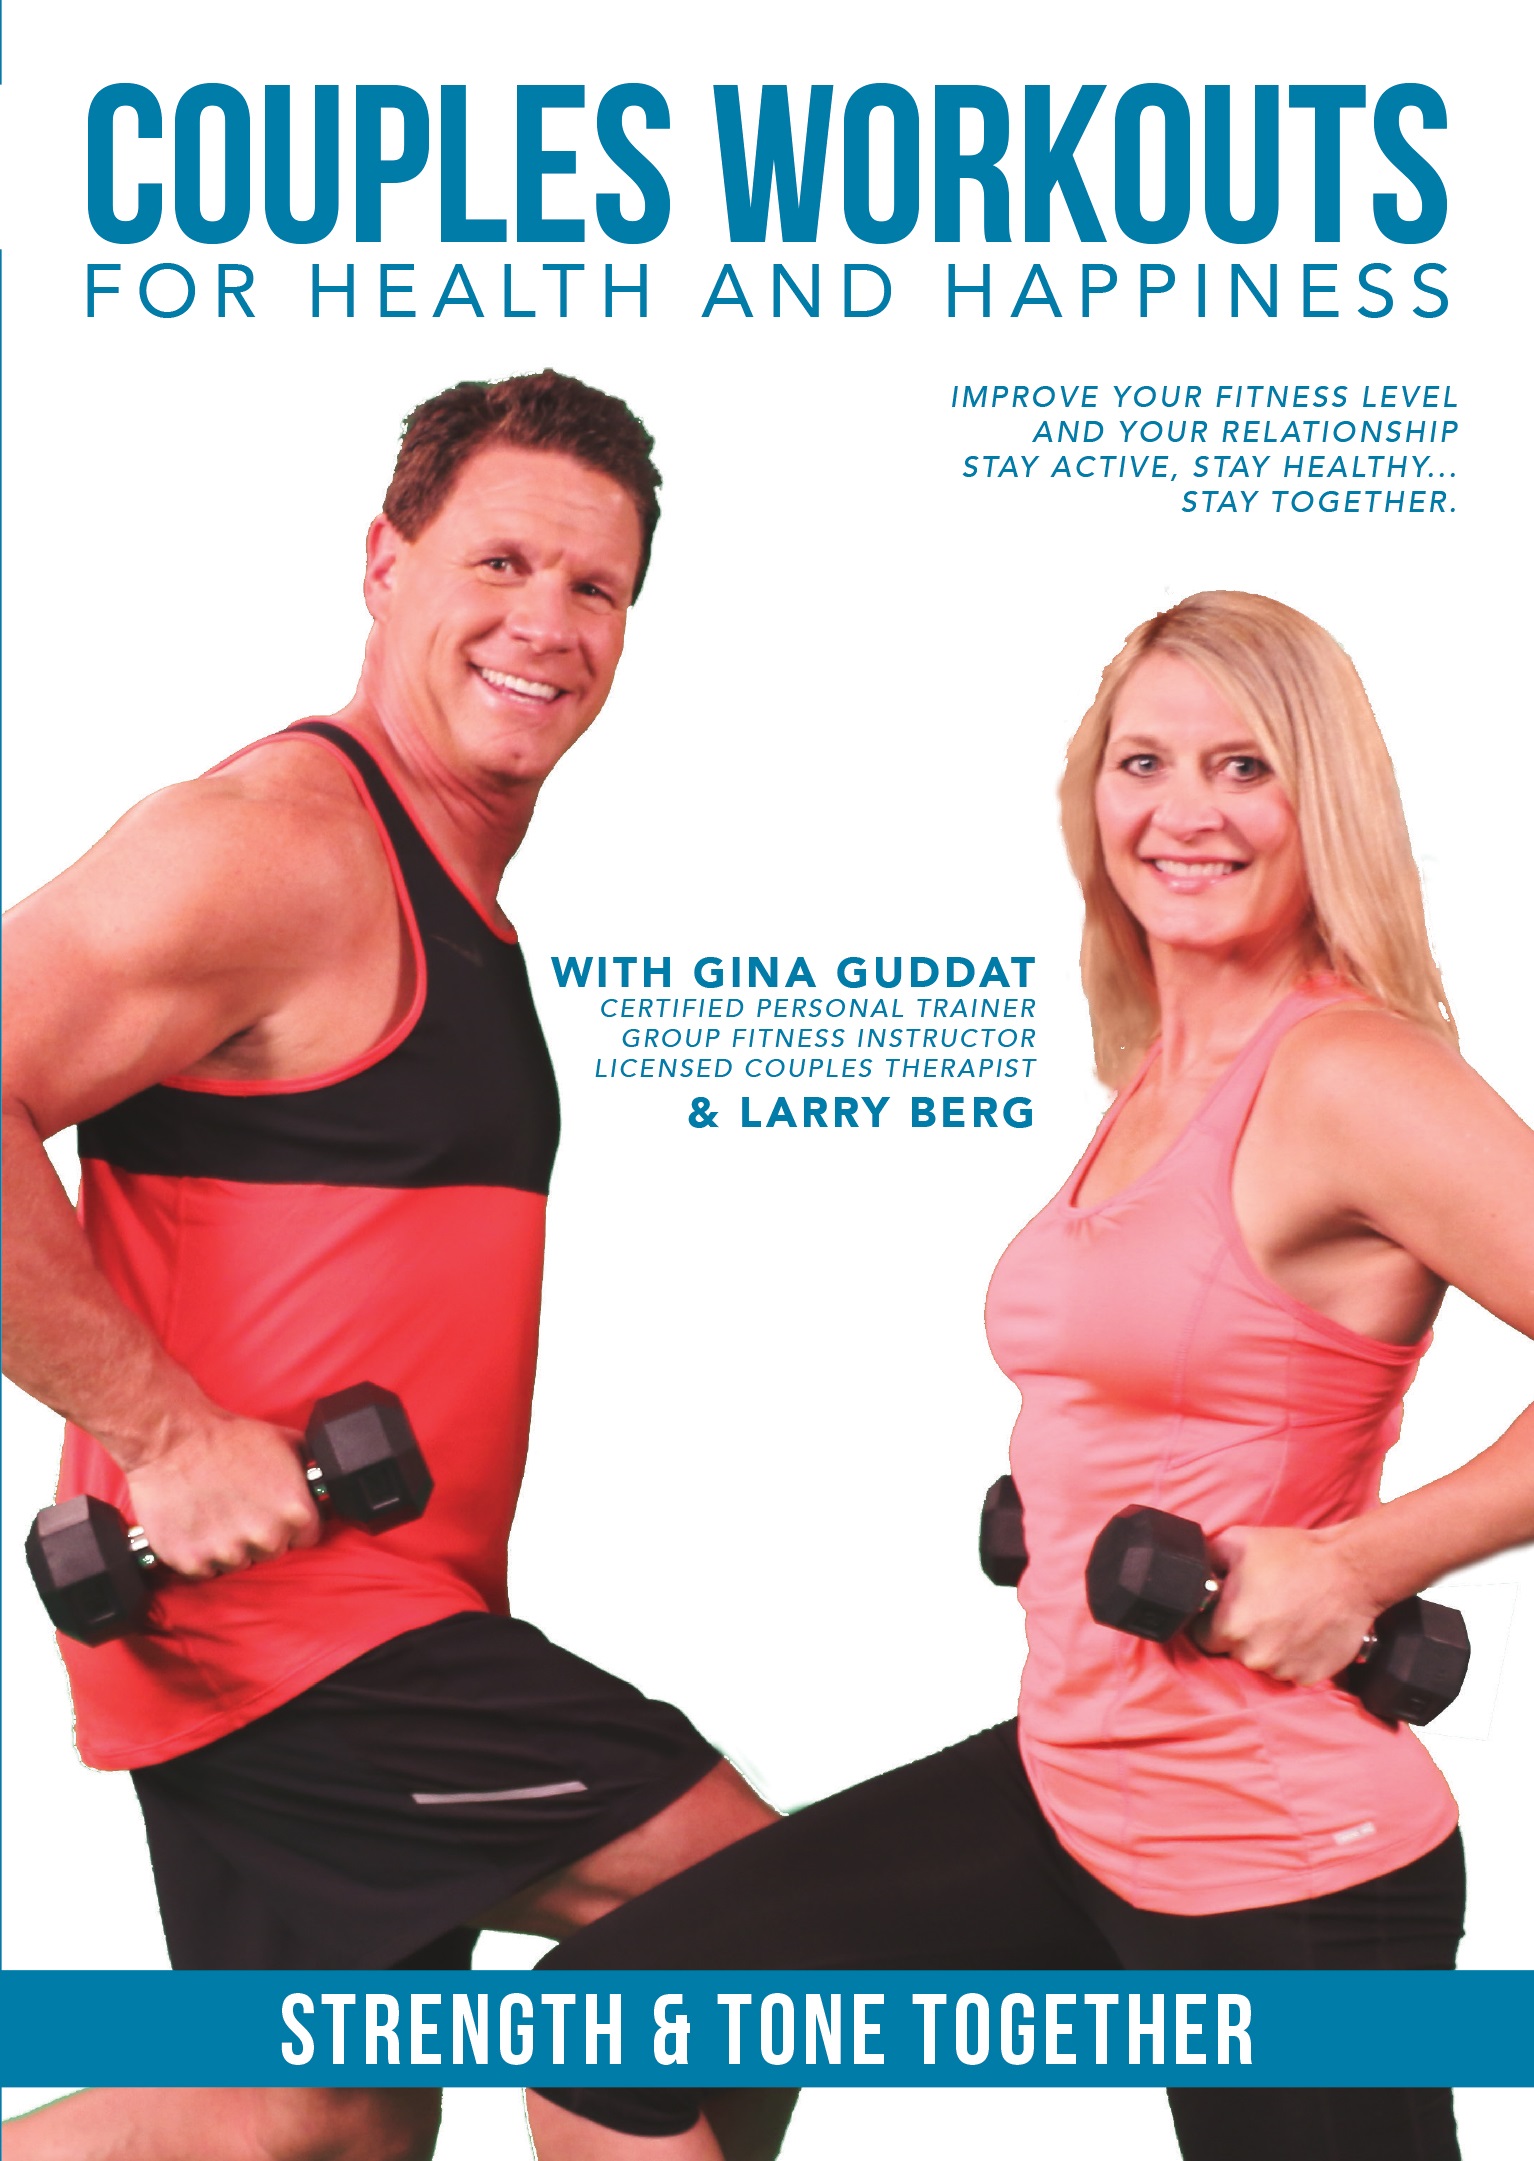 COUPLES WORKOUTS
FOR HEALTH AND HAPPINESS
IMPROVE YOUR FITNESS LEVEL
AND YOUR RELATIONSHIP
STAY ACTIVE, STAY HEALTHY...
STAY TOGETHER.
WITH GINA GUDDAT
CERTIFIED PERSONAL TRAINER
GROUP FITNESS INSTRUCTOR
LICENSED COUPLES THERAPIST
& LARRY BERG
STRENGTH & TONE TOGETHER